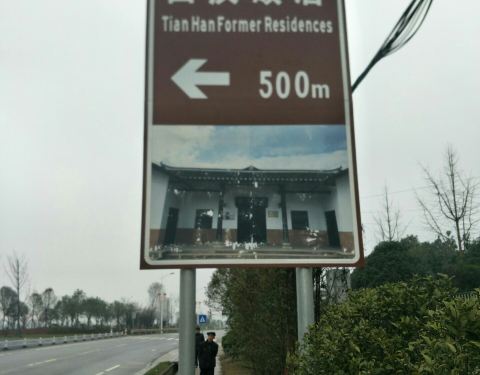 Tian Han Former Residences
500m